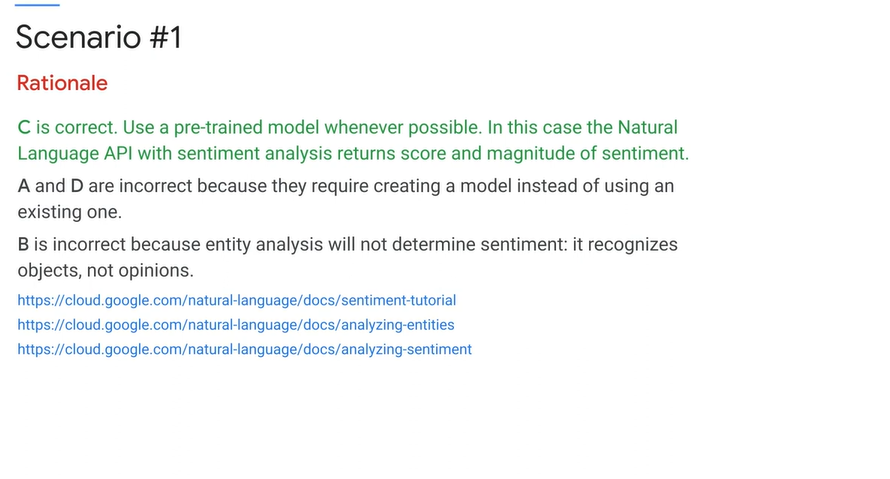 Scenario #1
Rationale
C is correct. Use a pre-trained model whenever possible. In this case the Natural
Language API with sentiment analysis returns score and magnitude of sentiment.
A and D are incorrect because they require creating a model instead of using an
existing one.
B is incorrect because entity analysis will not determine sentiment: it recognizes
objects, not opinions.
https://cloud.google.com/natural-language/docs/sentiment-tutorial
https://cloud.google.com/natural-language/docs/analyzing-entities
https://cloud.google.com/natural-language/docs/analyzing-sentiment